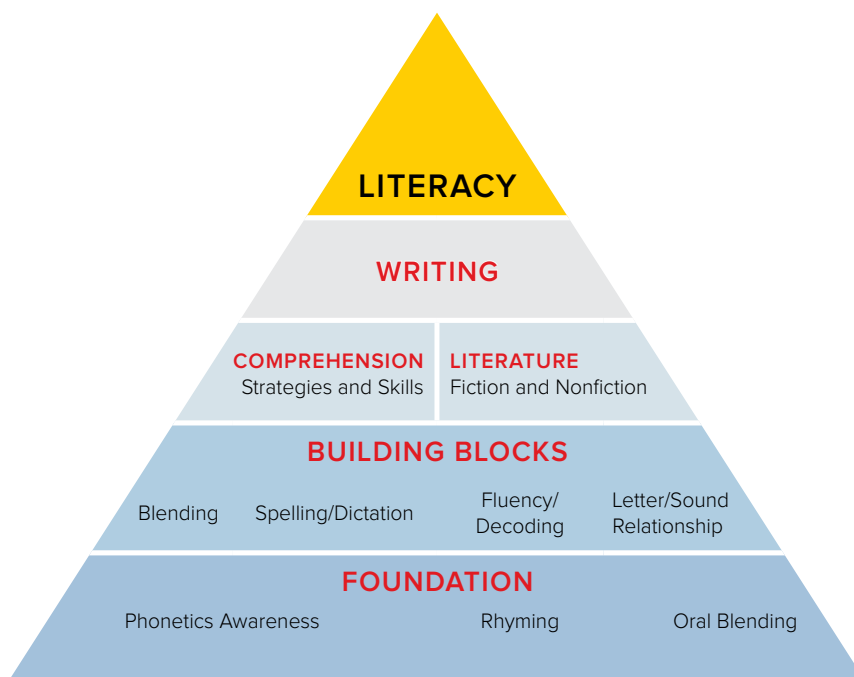 LITERACY
WRITING
COMPREHENSION
Strategies and Skills
LITERATURE
Fiction and Nonfiction
BUILDING BLOCKS
Blending
Spelling/Dictation
Fluency/
Decoding
Letter/Sound
Relationship
FOUNDATION
Phonetics Awareness
Rhyming
Oral Blending